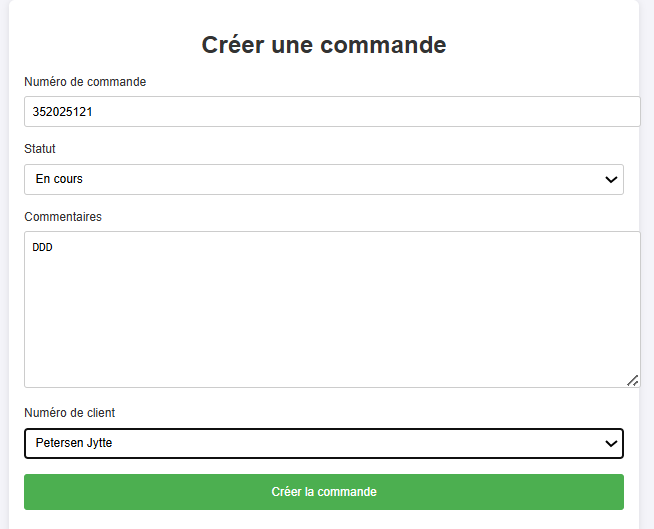 Créer une commande
Numéro de commande
352025121
Statut
En cours
Commentaires
DDD
Numéro de client
Petersen Jytte
Créer la commande